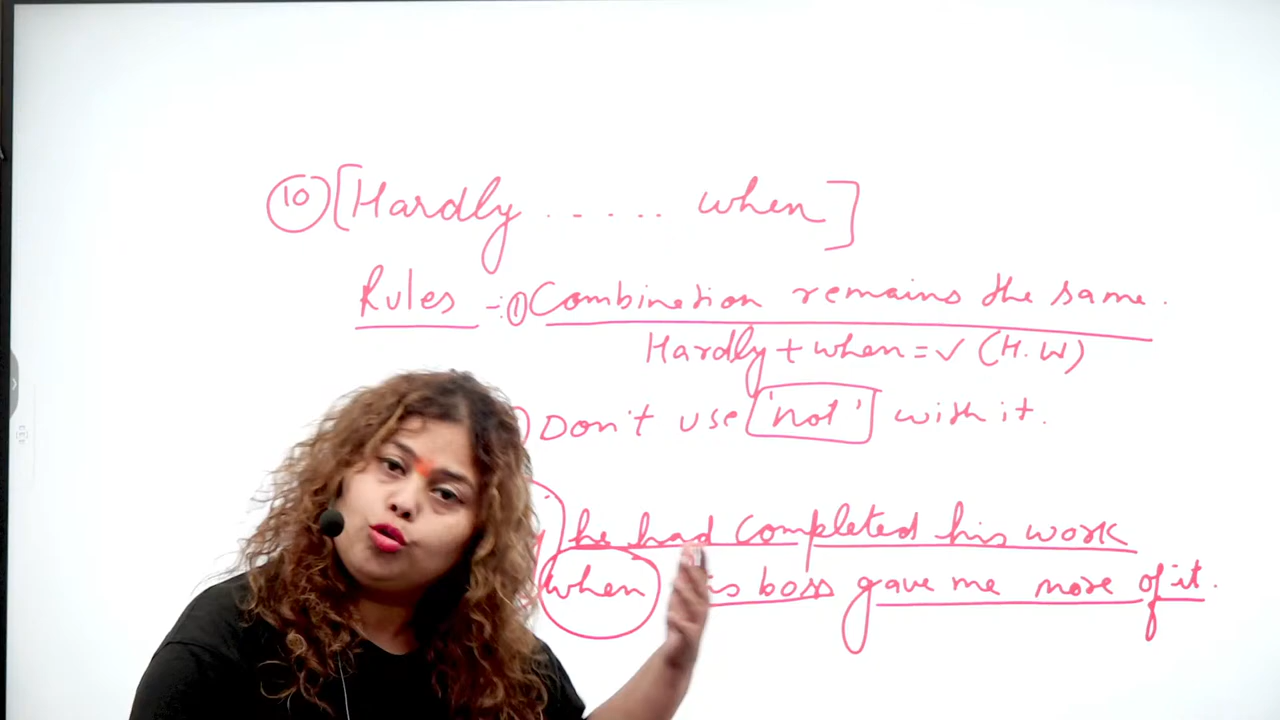 10 [Hardly ..... when]
Rules -: 1 Combination remains the same.
Hardly + when = ✓ (H.W)
Don't use 'not' with it.
he had completed his work
when his boss gave me more of it.